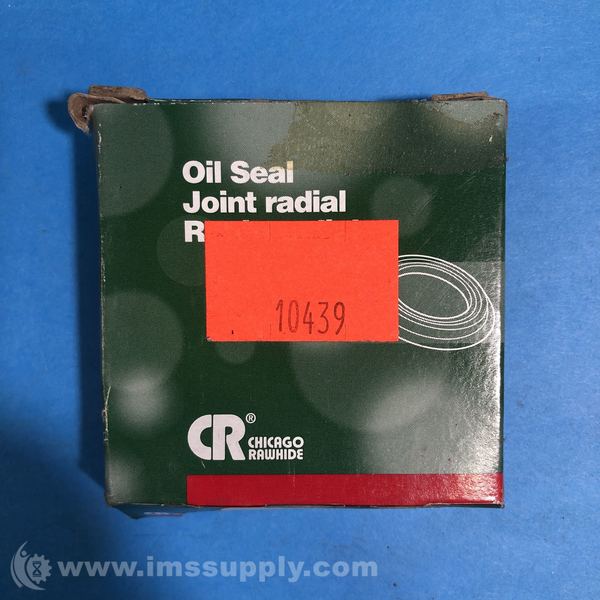 Oil Seal
Joint radial
10439
CR®
CHICAGO
RAWHIDE
www.imssupply.com